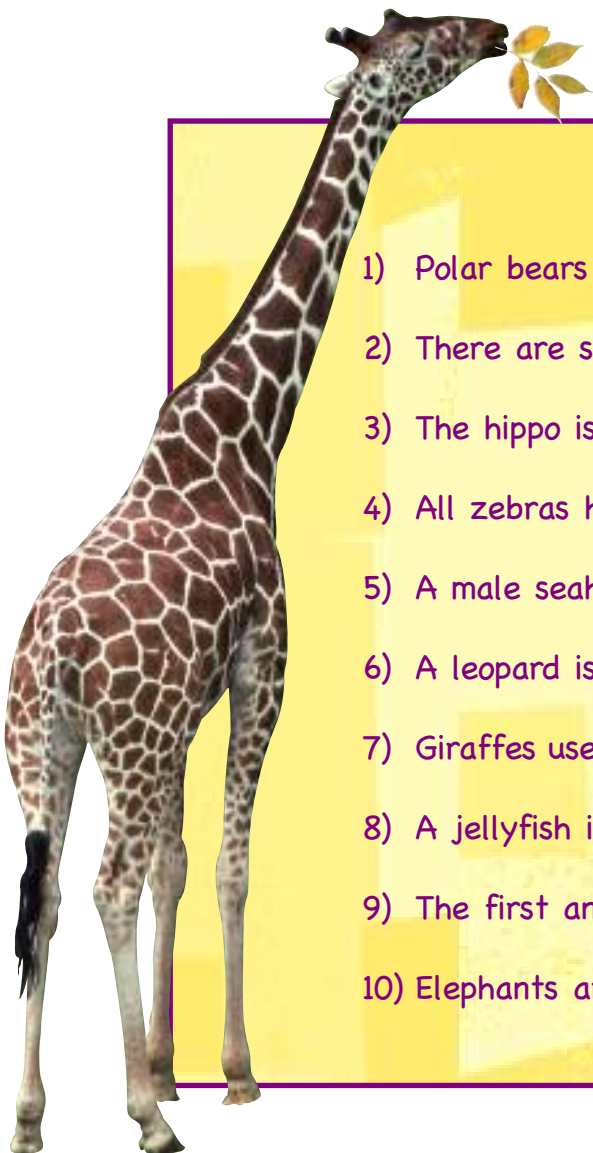 1) Polar bears
2) There are s
3) The hippo is
4) All zebras h
5) A male seah
6) A leopard is
7) Giraffes use
8) A jellyfish i
9) The first an
10) Elephants a